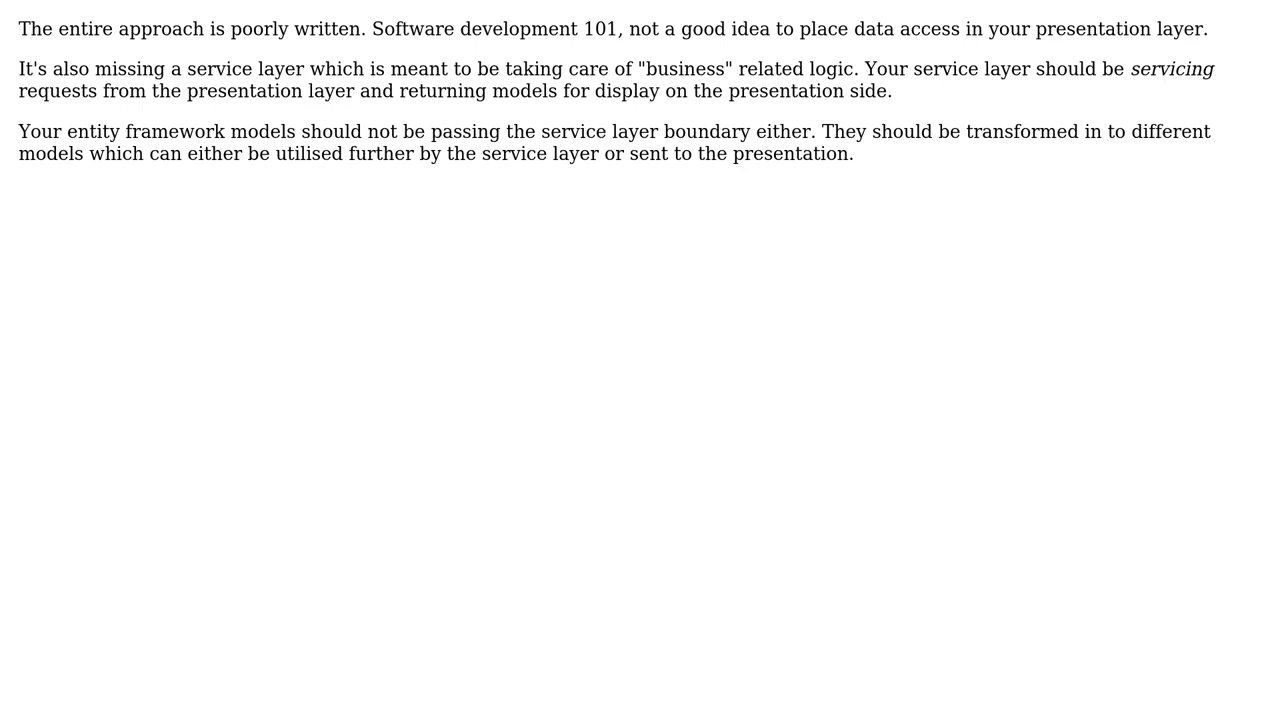 The entire approach is poorly written. Software development 101, not a good idea to place data access in your presentation layer.
It's also missing a service layer which is meant to be taking care of "business" related logic. Your service layer should be servicing
requests from the presentation layer and returning models for display on the presentation side.
Your entity framework models should not be passing the service layer boundary either. They should be transformed in to different
models which can either be utilised further by the service layer or sent to the presentation.